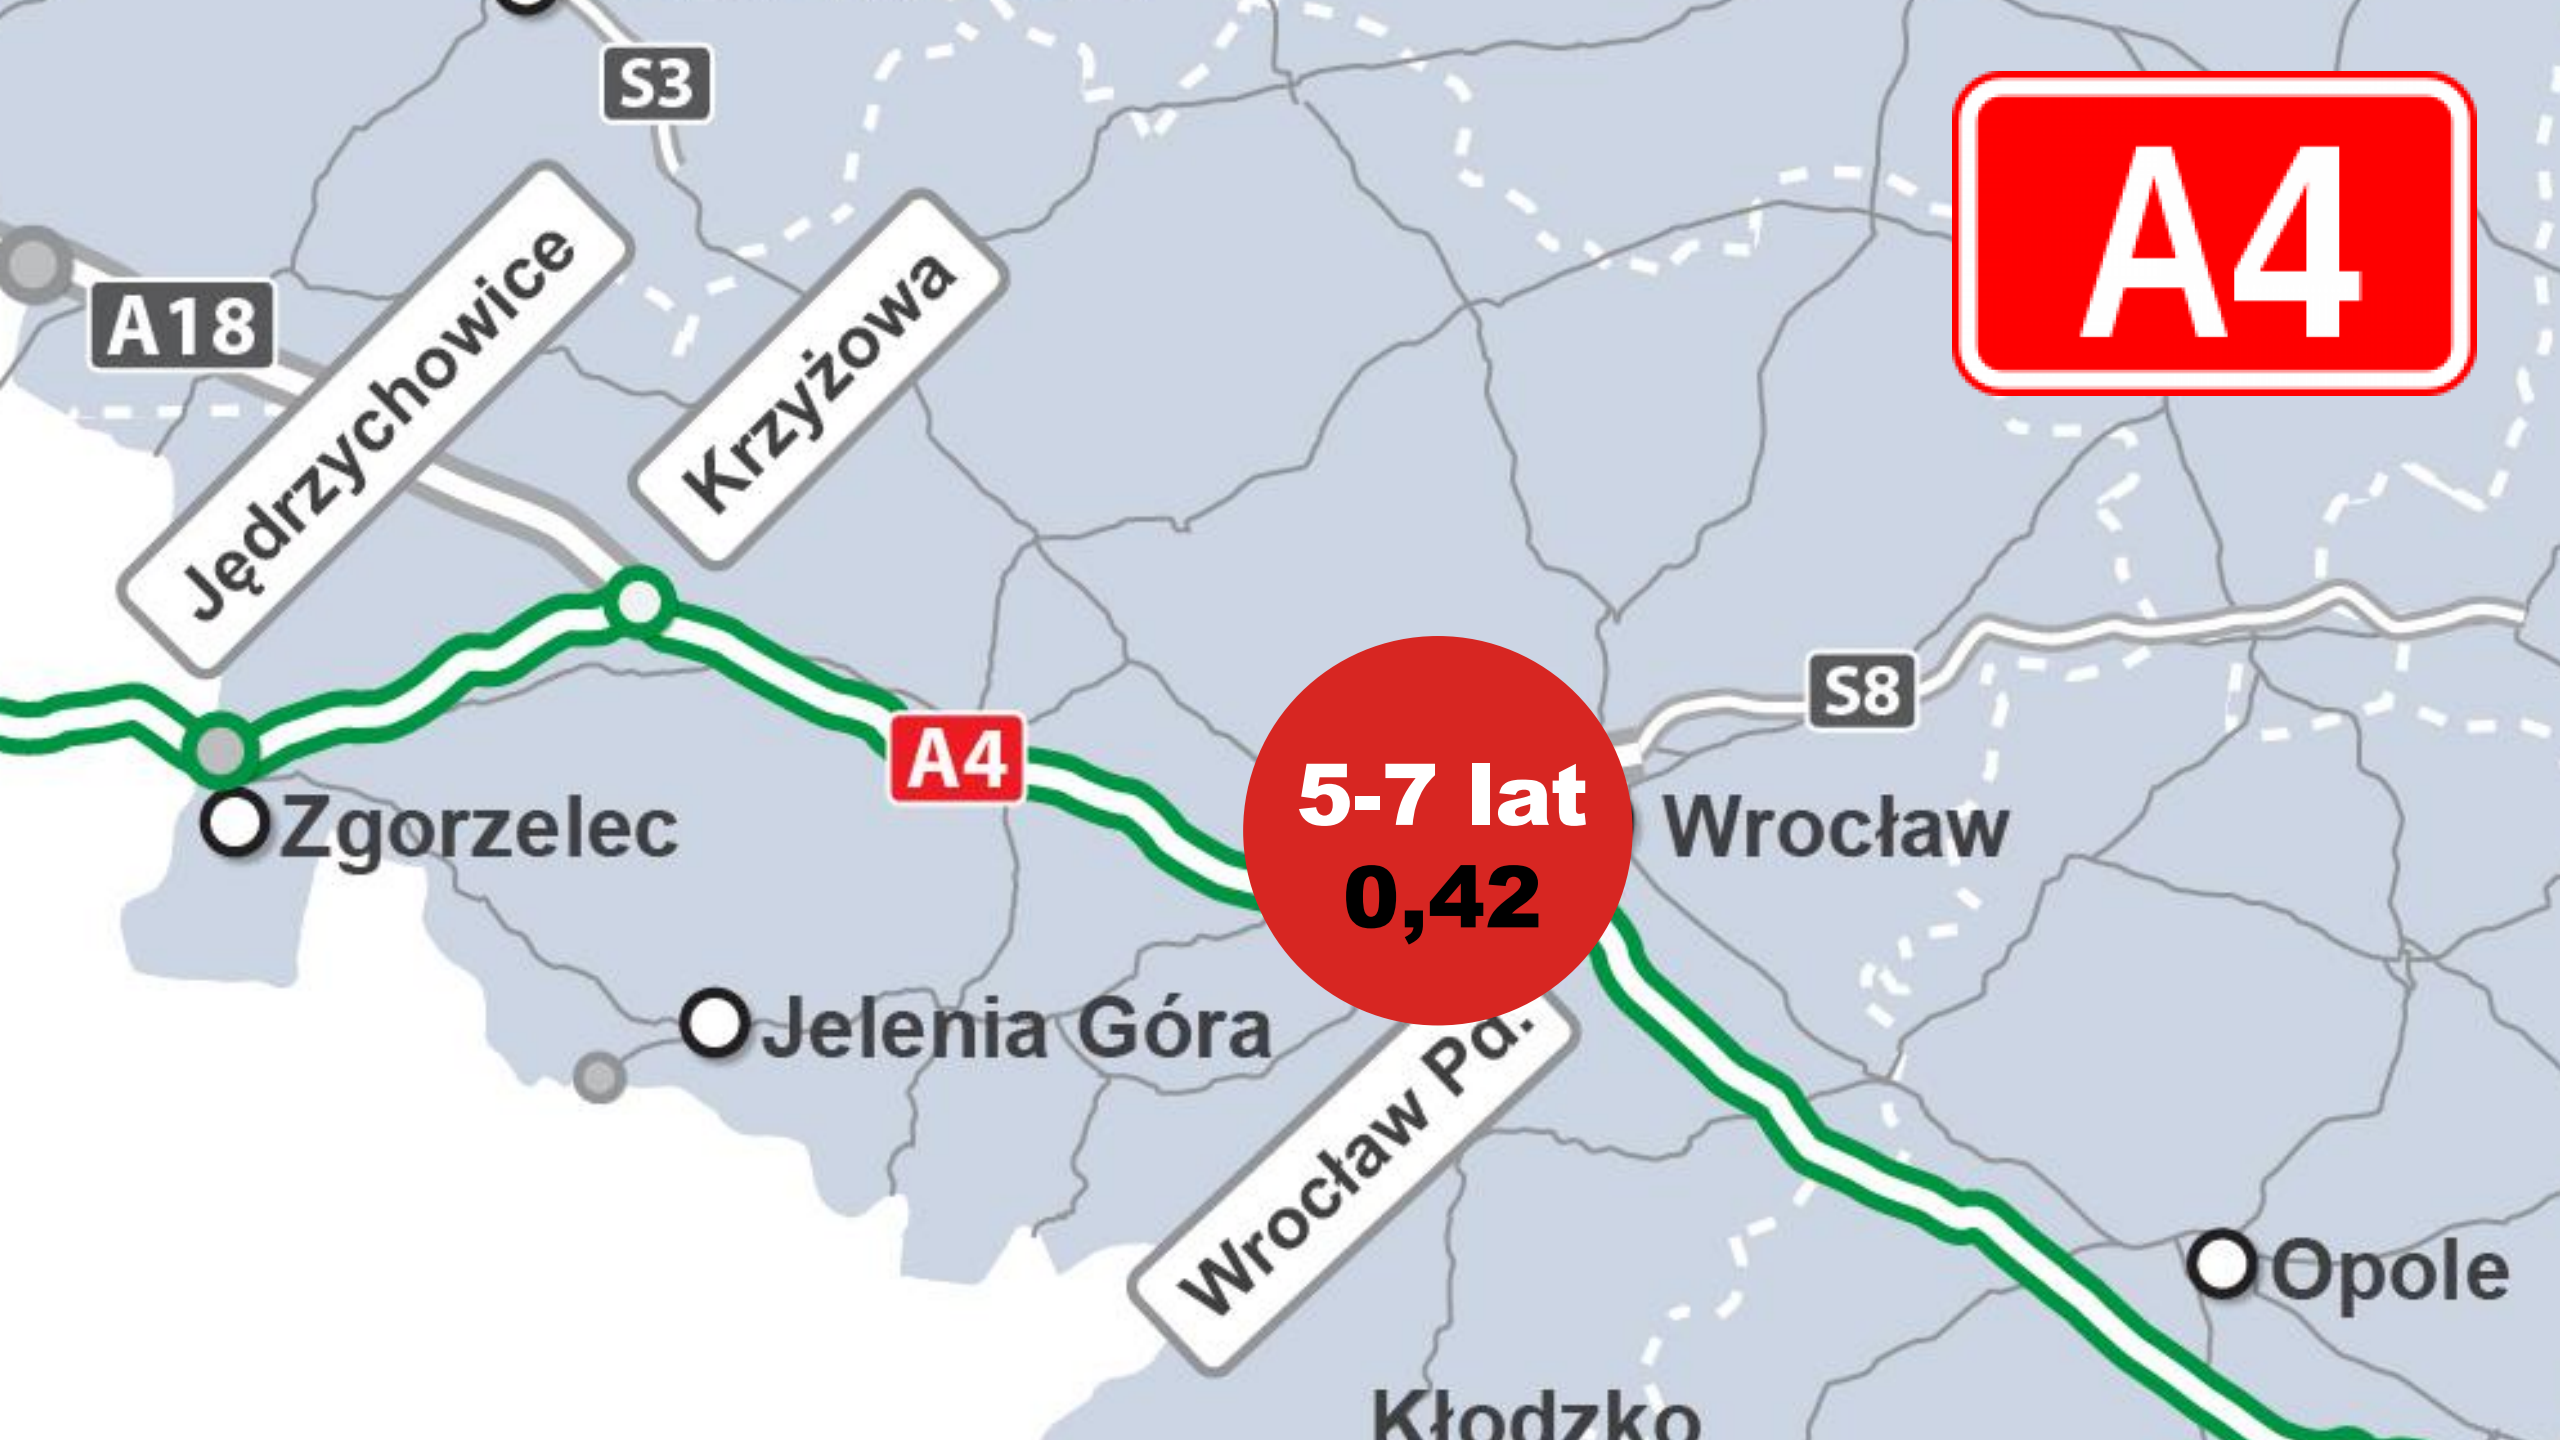 S3
A4
A18
Jędrzychowice
Krzyżowa
S8
A4
5-7 lat
0,42
Zgorzelec
Wrocław
Jelenia Góra
Wrocław Pd.
Opole
Kłodzko